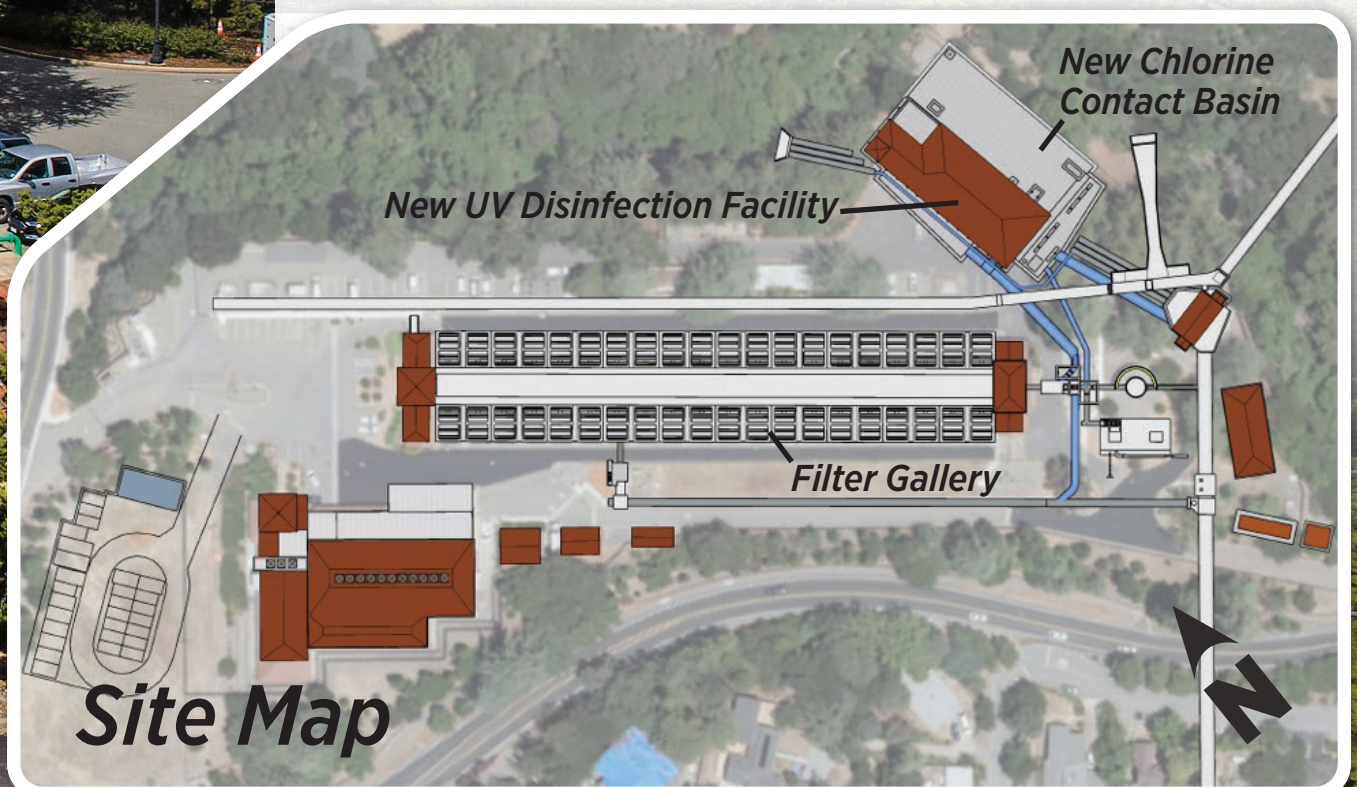 New Chlorine
Contact Basin
New UV Disinfection Facility
Filter Gallery
Site Map
N